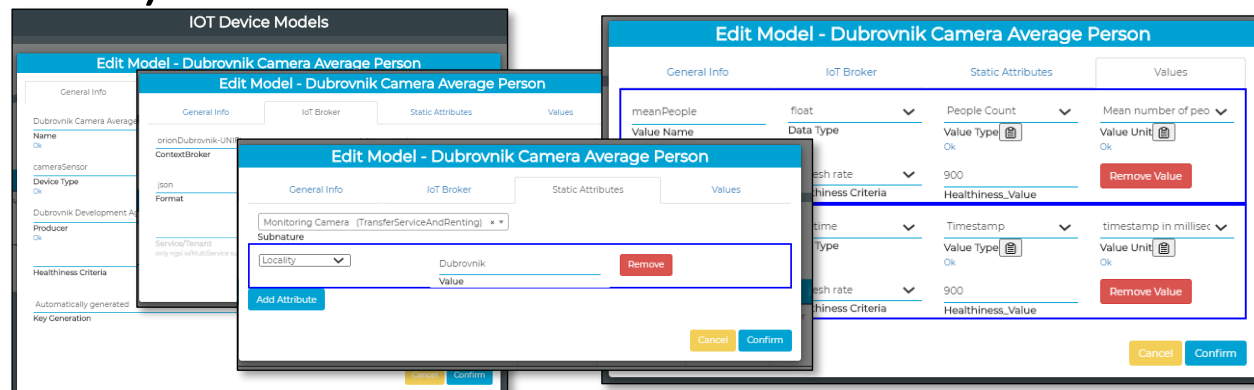 IOT Device Models
Edit Model - Dubrovnik Camera Average Person
General Info
Dubrovnik Camera Average
Name
Ok
cameraSensor
Device Type
Ok
Dubrovnik Development Ag
Producer
Ok
Healthiness Criteria
Automatically generated
Key Generation
Cancel Confirm
Edit Model - Dubrovnik Camera Average Person
General Info IoT Broker Static Attributes Values
orionDubrovnik-UNIFI
ContextBroker
json
Format
Service/Tenant
only ngsi w/MultiService su
Edit Model - Dubrovnik Camera Average Person
General Info IoT Broker Static Attributes Values
Monitoring Camera (TransferServiceAndRenting) ×
Subnature
Locality Dubrovnik Remove
Value
Add Attribute
Cancel Confirm
Edit Model - Dubrovnik Camera Average Person
General Info IoT Broker Static Attributes Values
meanPeople float People Count Mean number of peo
Value Name Data Type Value Type Value Unit
Ok Ok
esh rate 900 Remove Value
thiness Criteria Healthiness_Value
time Timestamp timestamp in millisec
Type Value Type Value Unit
Ok Ok
esh rate 900 Remove Value
thiness Criteria Healthiness_Value
Cancel Confirm